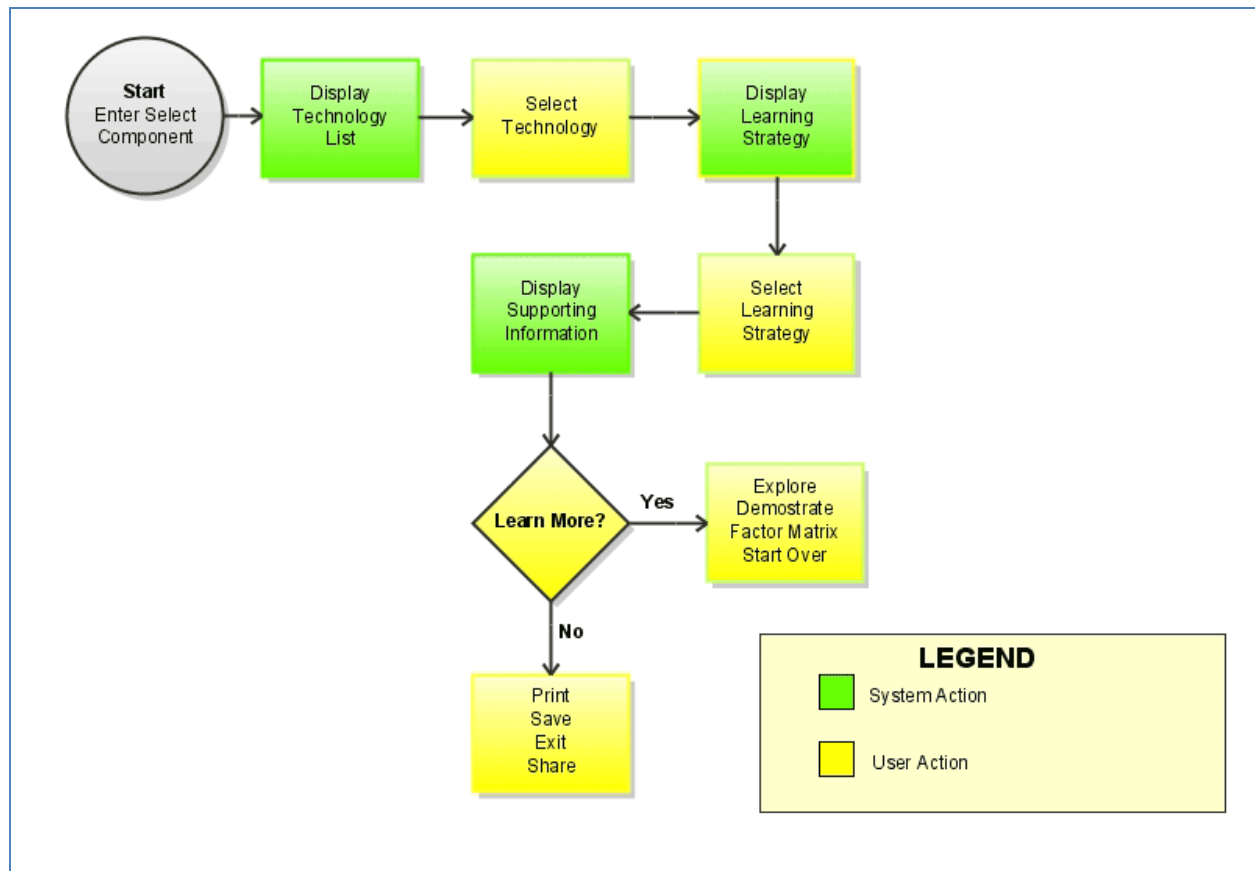 Start
Enter Select
Component
Display
Technology
List
Select
Technology
Display
Learning
Strategy
Display
Supporting
Information
Select
Learning
Strategy
Learn More?
Yes
Explore
Demostrate
Factor Matrix
Start Over
No
Print
Save
Exit
Share
LEGEND
System Action
User Action